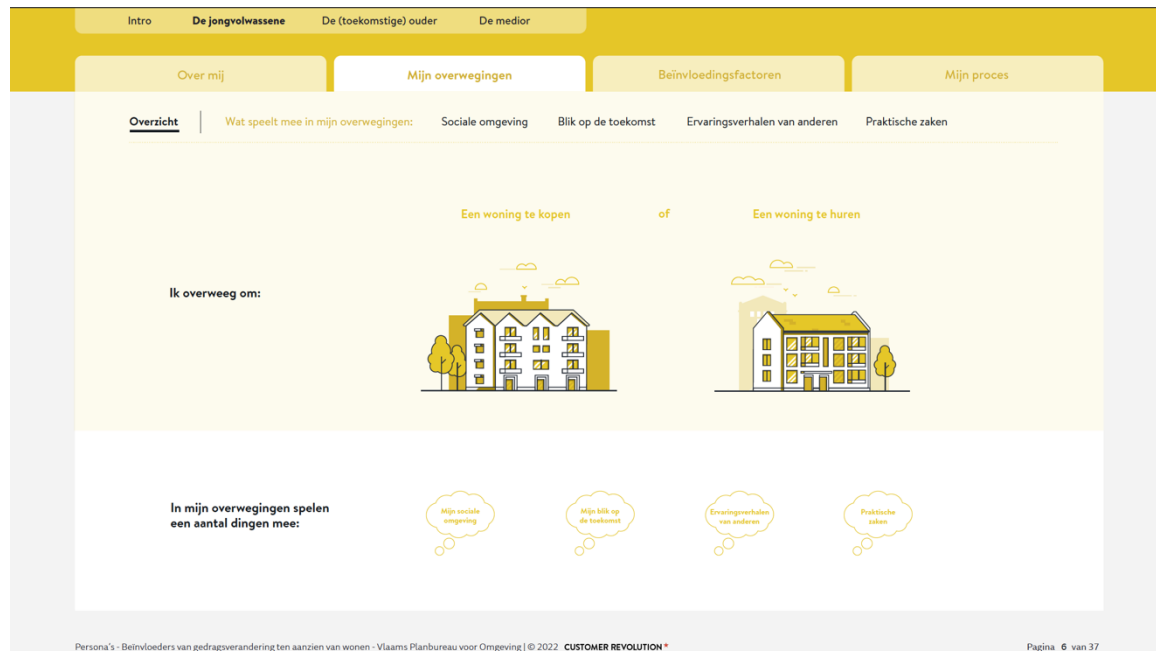 Intro De jongvolwassene De (toekomstige) ouder De medior
Over mij Mijn overwegingen Beïnvloedingsfactoren Mijn proces
Overzicht Wat speelt mee in mijn overwegingen: Sociale omgeving Blik op de toekomst Ervaringsverhalen van anderen Praktische zaken
Een woning te kopen of Een woning te huren
Ik overweeg om:
In mijn overwegingen spelen
een aantal dingen mee:
Mijn sociale
omgeving
Mijn blik op
de toekomst
Ervaringsverhalen
van anderen
Praktische
zaken
Persona's - Beïnvloeders van gedragsverandering ten aanzien van wonen - Vlaams Planbureau voor Omgeving | © 2022 CUSTOMER REVOLUTION * Pagina 6 van 37